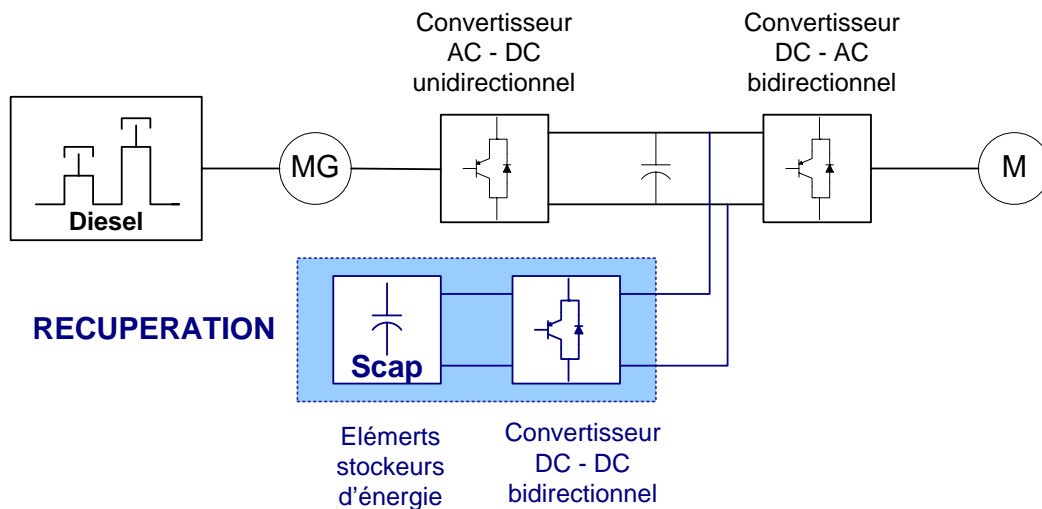 Convertisseur
AC - DC
unidirectionnel
Convertisseur
DC - AC
bidirectionnel
Diesel
MG
M
RECUPERATION
Scap
Elémerts
stockeurs
d'énergie
Convertisseur
DC - DC
bidirectionnel